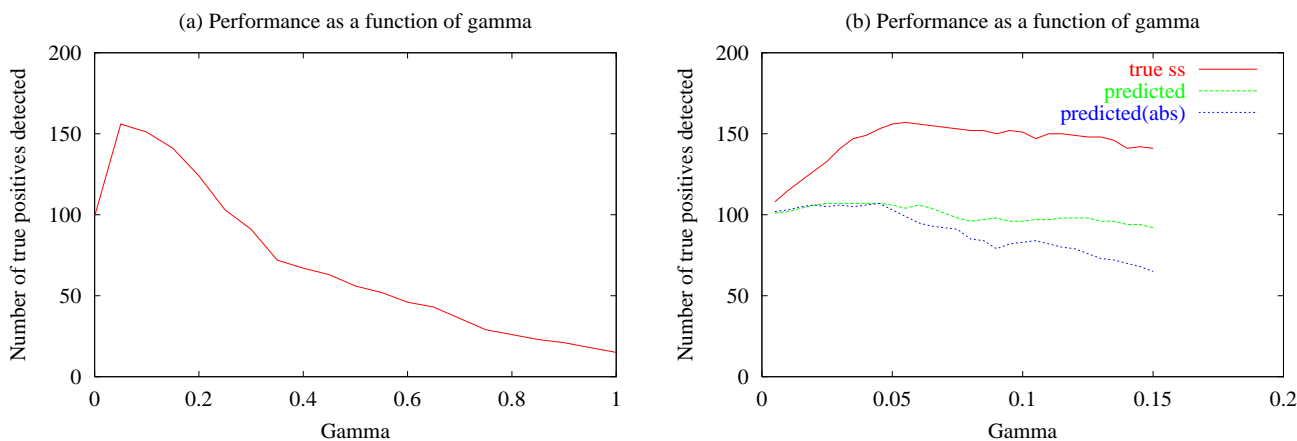 (a) Performance as a function of gamma
Number of true positives detected
200
150
100
50
0
0 0.2 0.4 0.6 0.8 1
Gamma
(b) Performance as a function of gamma
Number of true positives detected
200
150
100
50
0
true ss
predicted
predicted(abs)
0 0.05 0.1 0.15 0.2
Gamma